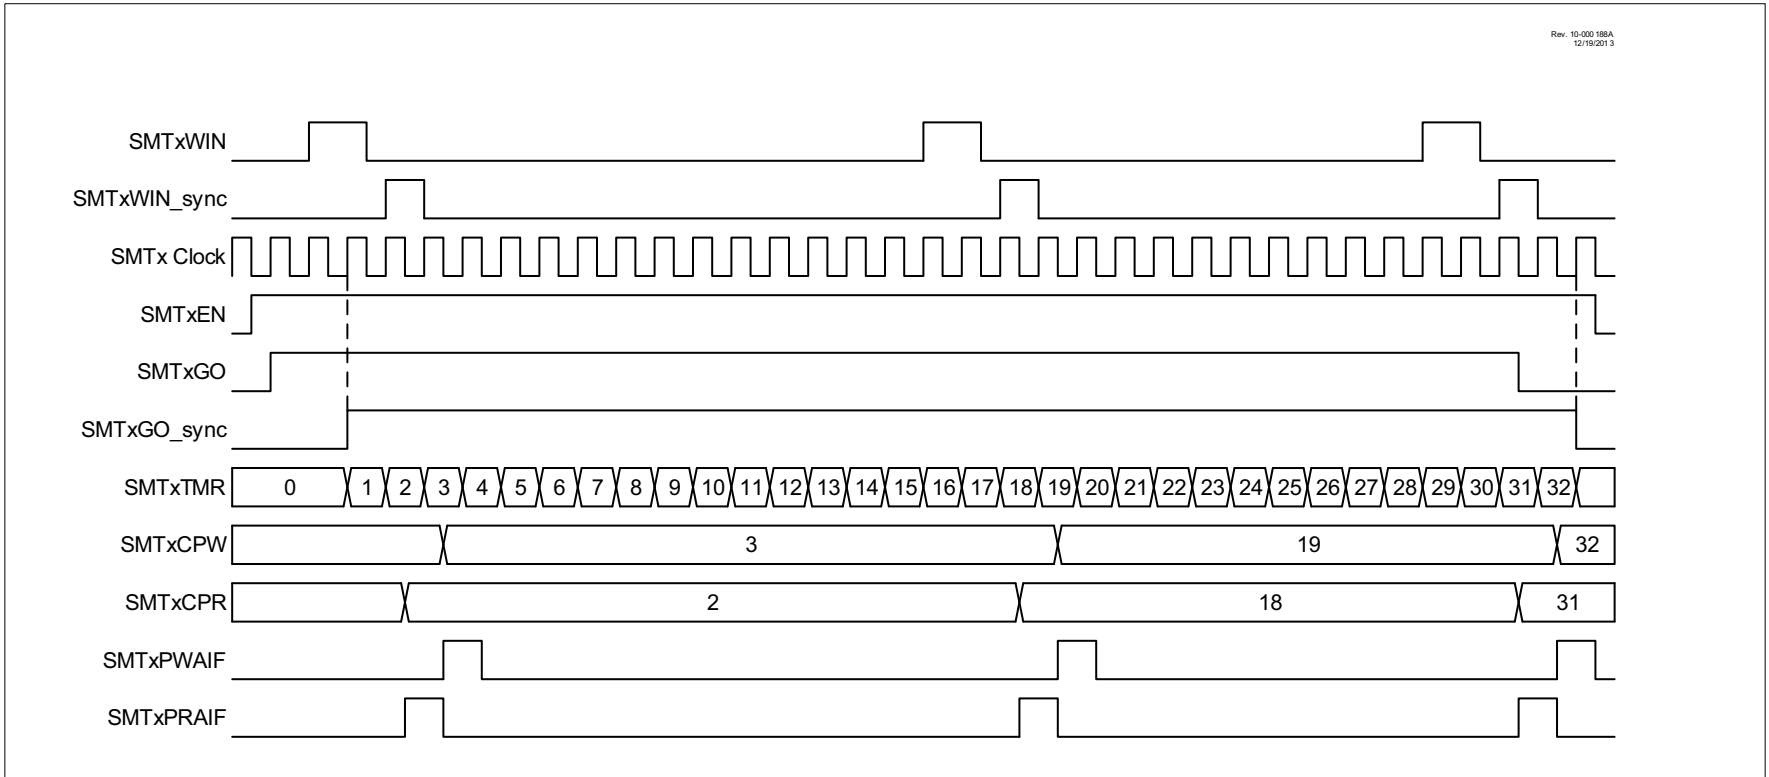 Rev. 10-000 188A
12/19/201 3
SMTxWIN
SMTxWIN_sync
SMTx Clock
SMTxEN
SMTxGO
SMTxGO_sync
SMTxTMR 0 1 2 3 4 5 6 7 8 9 10 11 12 13 14 15 16 17 18 19 20 21 22 23 24 25 26 27 28 29 30 31 32
SMTxCPW 3 19 32
SMTxCPR 2 18 31
SMTxPWAIF
SMTxPRAIF